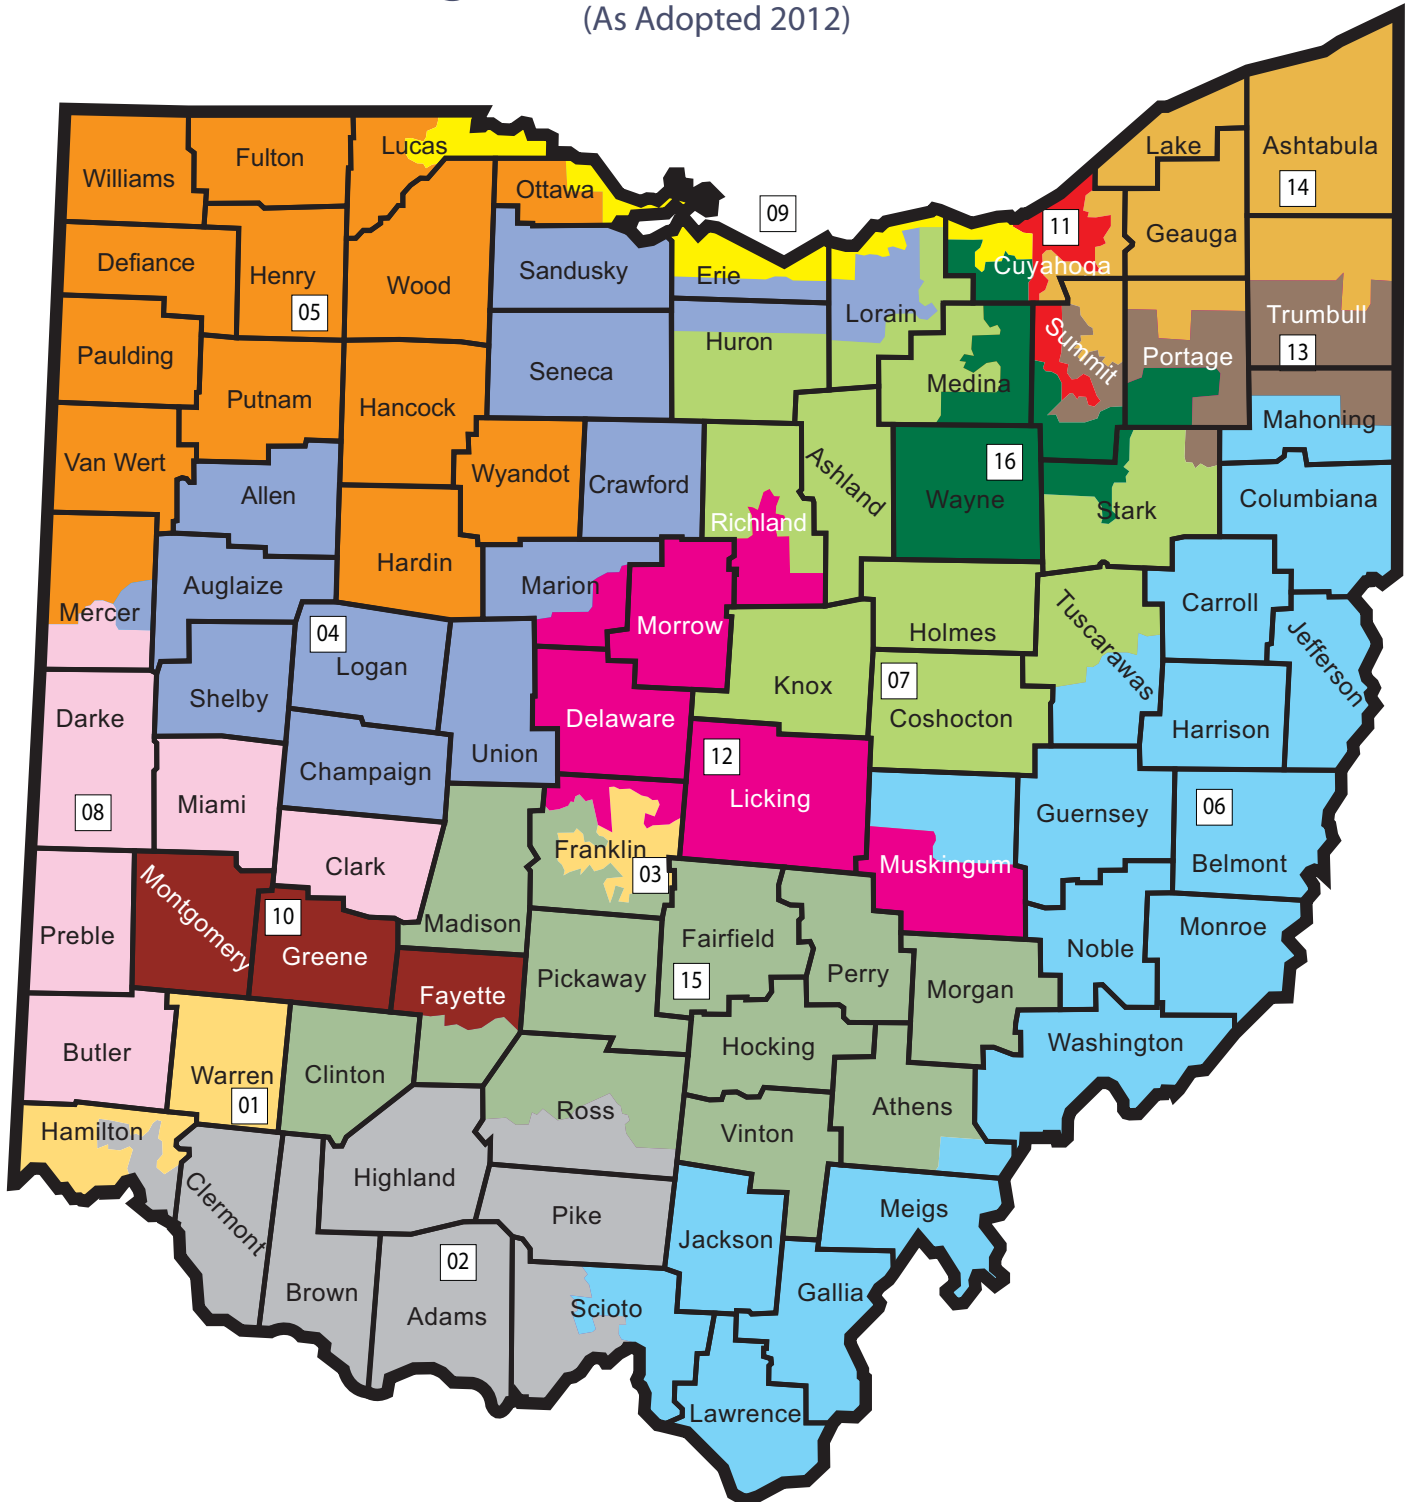 (As Adopted 2012)
Lake
Ashtabula
Lucas
Fulton
Williams
14
Ottawa
09
11
Geauga
Defiance
Henry
Sandusky
Erie
Cuyahoga
Wood
05
Lorain
Trumbull
Huron
Summit
13
Paulding
Portage
Seneca
Medina
Putnam
Hancock
Mahoning
Van Wert
Wyandot
16
Allen
Crawford
Ashland
Wayne
Columbiana
Richland
Stark
Hardin
Auglaize
Marion
Mercer
Carroll
Morrow
04
Holmes
Tuscarawas
Jefferson
Logan
Knox
07
Shelby
Darke
Delaware
Coshocton
Harrison
Union
12
Champaign
Miami
Licking
Guernsey
06
08
Franklin
Clark
03
Muskingum
Belmont
Montgomery
10
Madison
Preble
Greene
Fairfield
Noble
Monroe
Pickaway
15
Perry
Fayette
Morgan
Butler
Warren
Clinton
Hocking
Washington
01
Ross
Athens
Hamilton
Vinton
Highland
Clermont
Pike
Meigs
Jackson
02
Brown
Adams
Scioto
Gallia
Lawrence